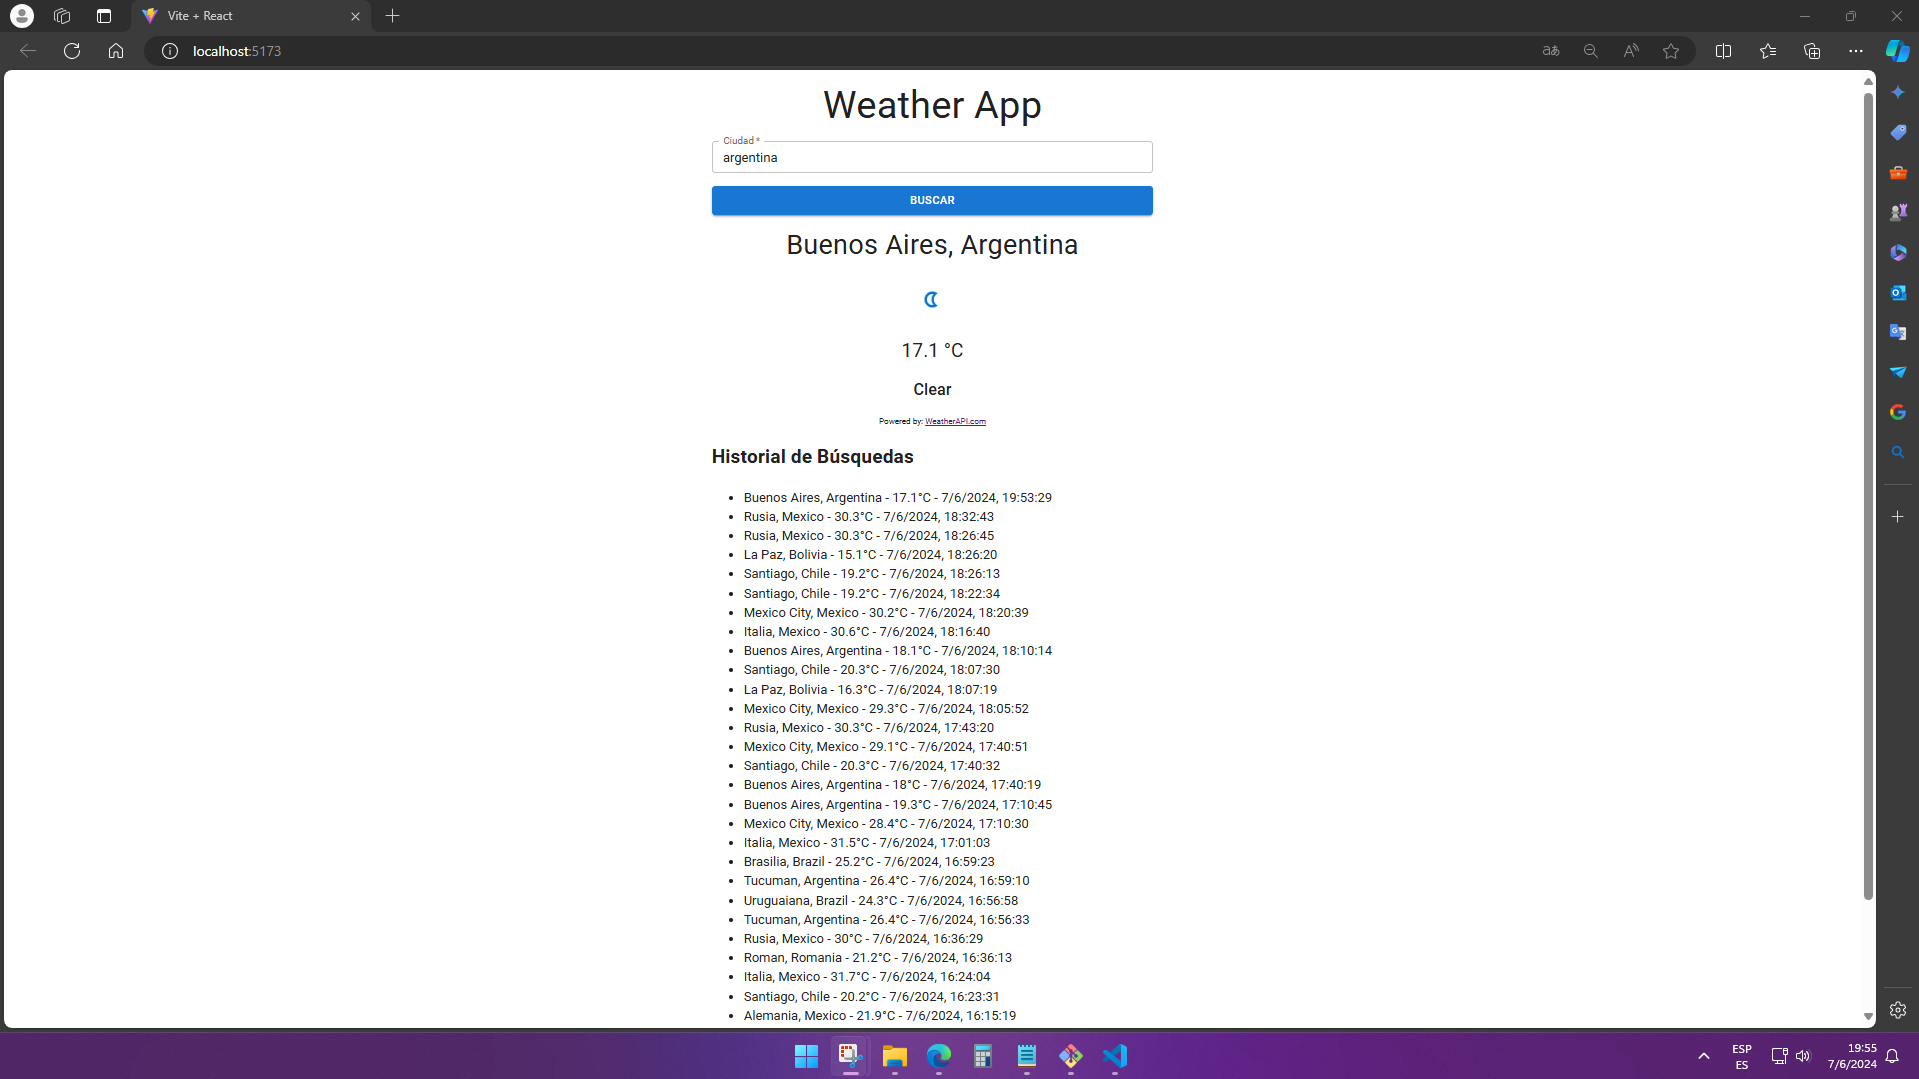 Vite + React
localhost:5173
Weather App
Ciudad *
argentina
BUSCAR
Buenos Aires, Argentina
17.1 °C
Clear
Powered by: WeatherAPI.com
Historial de Búsquedas
• Buenos Aires, Argentina - 17.1°C - 7/6/2024, 19:53:29
• Rusia, Mexico - 30.3°C - 7/6/2024, 18:32:43
• Rusia, Mexico - 30.3°C - 7/6/2024, 18:26:45
• La Paz, Bolivia - 15.1°C - 7/6/2024, 18:26:20
• Santiago, Chile - 19.2°C - 7/6/2024, 18:26:13
• Santiago, Chile - 19.2°C - 7/6/2024, 18:22:34
• Mexico City, Mexico - 30.2°C - 7/6/2024, 18:20:39
• Italia, Mexico - 30.6°C - 7/6/2024, 18:16:40
• Buenos Aires, Argentina - 18.1°C - 7/6/2024, 18:10:14
• Santiago, Chile - 20.3°C - 7/6/2024, 18:07:30
• La Paz, Bolivia - 16.3°C - 7/6/2024, 18:07:19
• Mexico City, Mexico - 29.3°C - 7/6/2024, 18:05:52
• Rusia, Mexico - 30.3°C - 7/6/2024, 17:43:20
• Mexico City, Mexico - 29.1°C - 7/6/2024, 17:40:51
• Santiago, Chile - 20.3°C - 7/6/2024, 17:40:32
• Buenos Aires, Argentina - 18°C - 7/6/2024, 17:40:19
• Buenos Aires, Argentina - 19.3°C - 7/6/2024, 17:10:45
• Mexico City, Mexico - 28.4°C - 7/6/2024, 17:10:30
• Italia, Mexico - 31.5°C - 7/6/2024, 17:01:03
• Brasilia, Brazil - 25.2°C - 7/6/2024, 16:59:23
• Tucuman, Argentina - 26.4°C - 7/6/2024, 16:59:10
• Uruguaiana, Brazil - 24.3°C - 7/6/2024, 16:56:58
• Tucuman, Argentina - 26.4°C - 7/6/2024, 16:56:33
• Rusia, Mexico - 30°C - 7/6/2024, 16:36:29
• Roman, Romania - 21.2°C - 7/6/2024, 16:36:13
• Italia, Mexico - 31.7°C - 7/6/2024, 16:24:04
• Santiago, Chile - 20.2°C - 7/6/2024, 16:23:31
• Alemania, Mexico - 21.9°C - 7/6/2024, 16:15:19
ESP
ES
19:55
7/6/2024